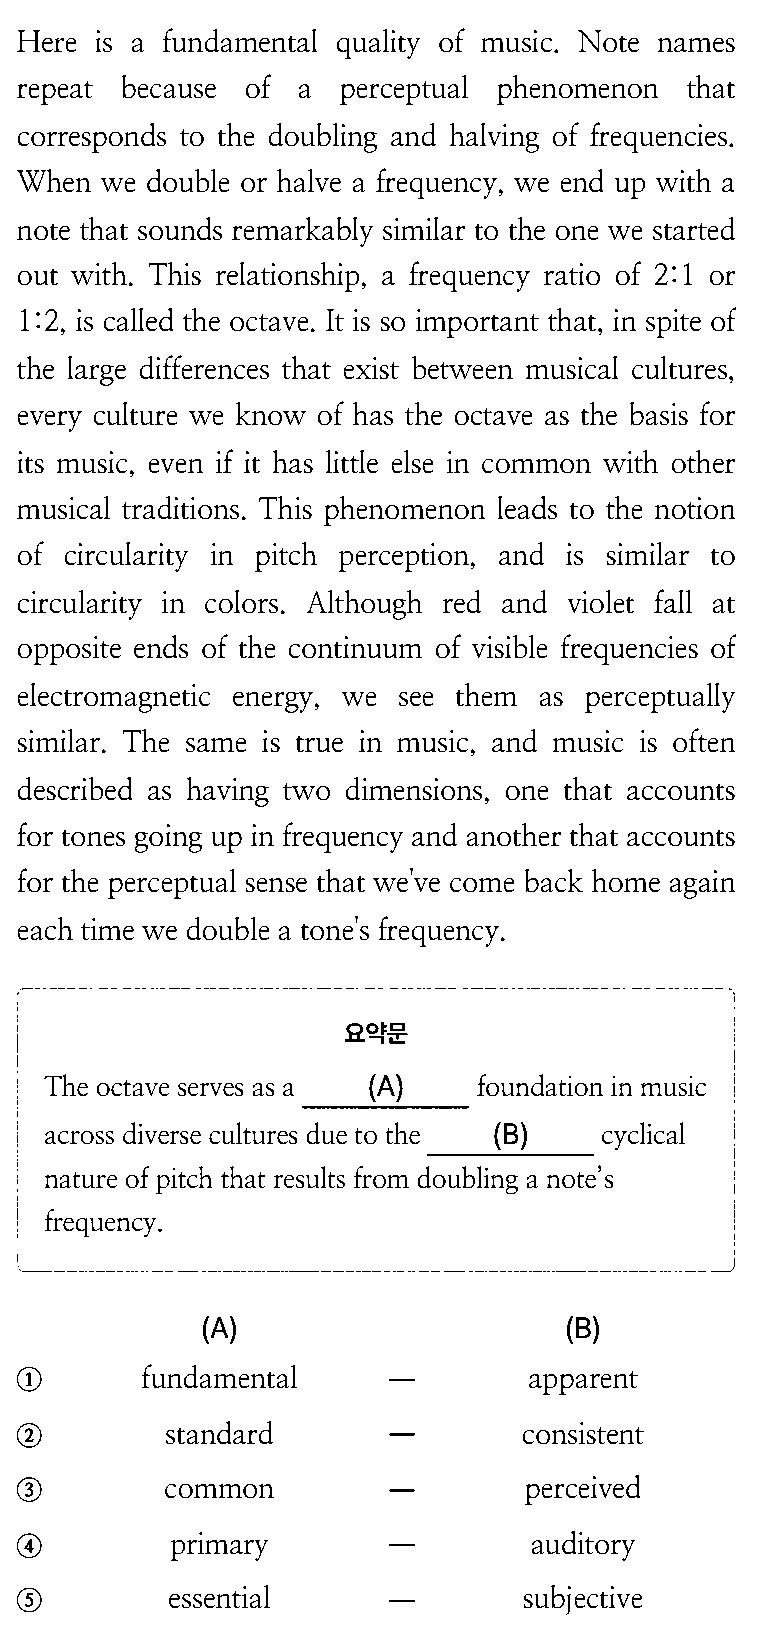 Here is a fundamental quality of music. Note names
repeat because of a perceptual phenomenon that
corresponds to the doubling and halving of frequencies.
When we double or halve a frequency, we end up with a
note that sounds remarkably similar to the one we started
out with. This relationship, a frequency ratio of 2:1 or
1:2, is called the octave. It is so important that, in spite of
the large differences that exist between musical cultures,
every culture we know of has the octave as the basis for
its music, even if it has little else in common with other
musical traditions. This phenomenon leads to the notion
of circularity in pitch perception, and is similar to
circularity in colors. Although red and violet fall at
opposite ends of the continuum of visible frequencies of
electromagnetic energy, we see them as perceptually
similar. The same is true in music, and music is often
described as having two dimensions, one that accounts
for tones going up in frequency and another that accounts
for the perceptual sense that we've come back home again
each time we double a tone's frequency.
요약문
The octave serves as a (A) foundation in music
across diverse cultures due to the (B) cyclical
nature of pitch that results from doubling a note's
frequency.
(A) (B)
① fundamental — apparent
② standard — consistent
③ common — perceived
④ primary — auditory
⑤ essential — subjective